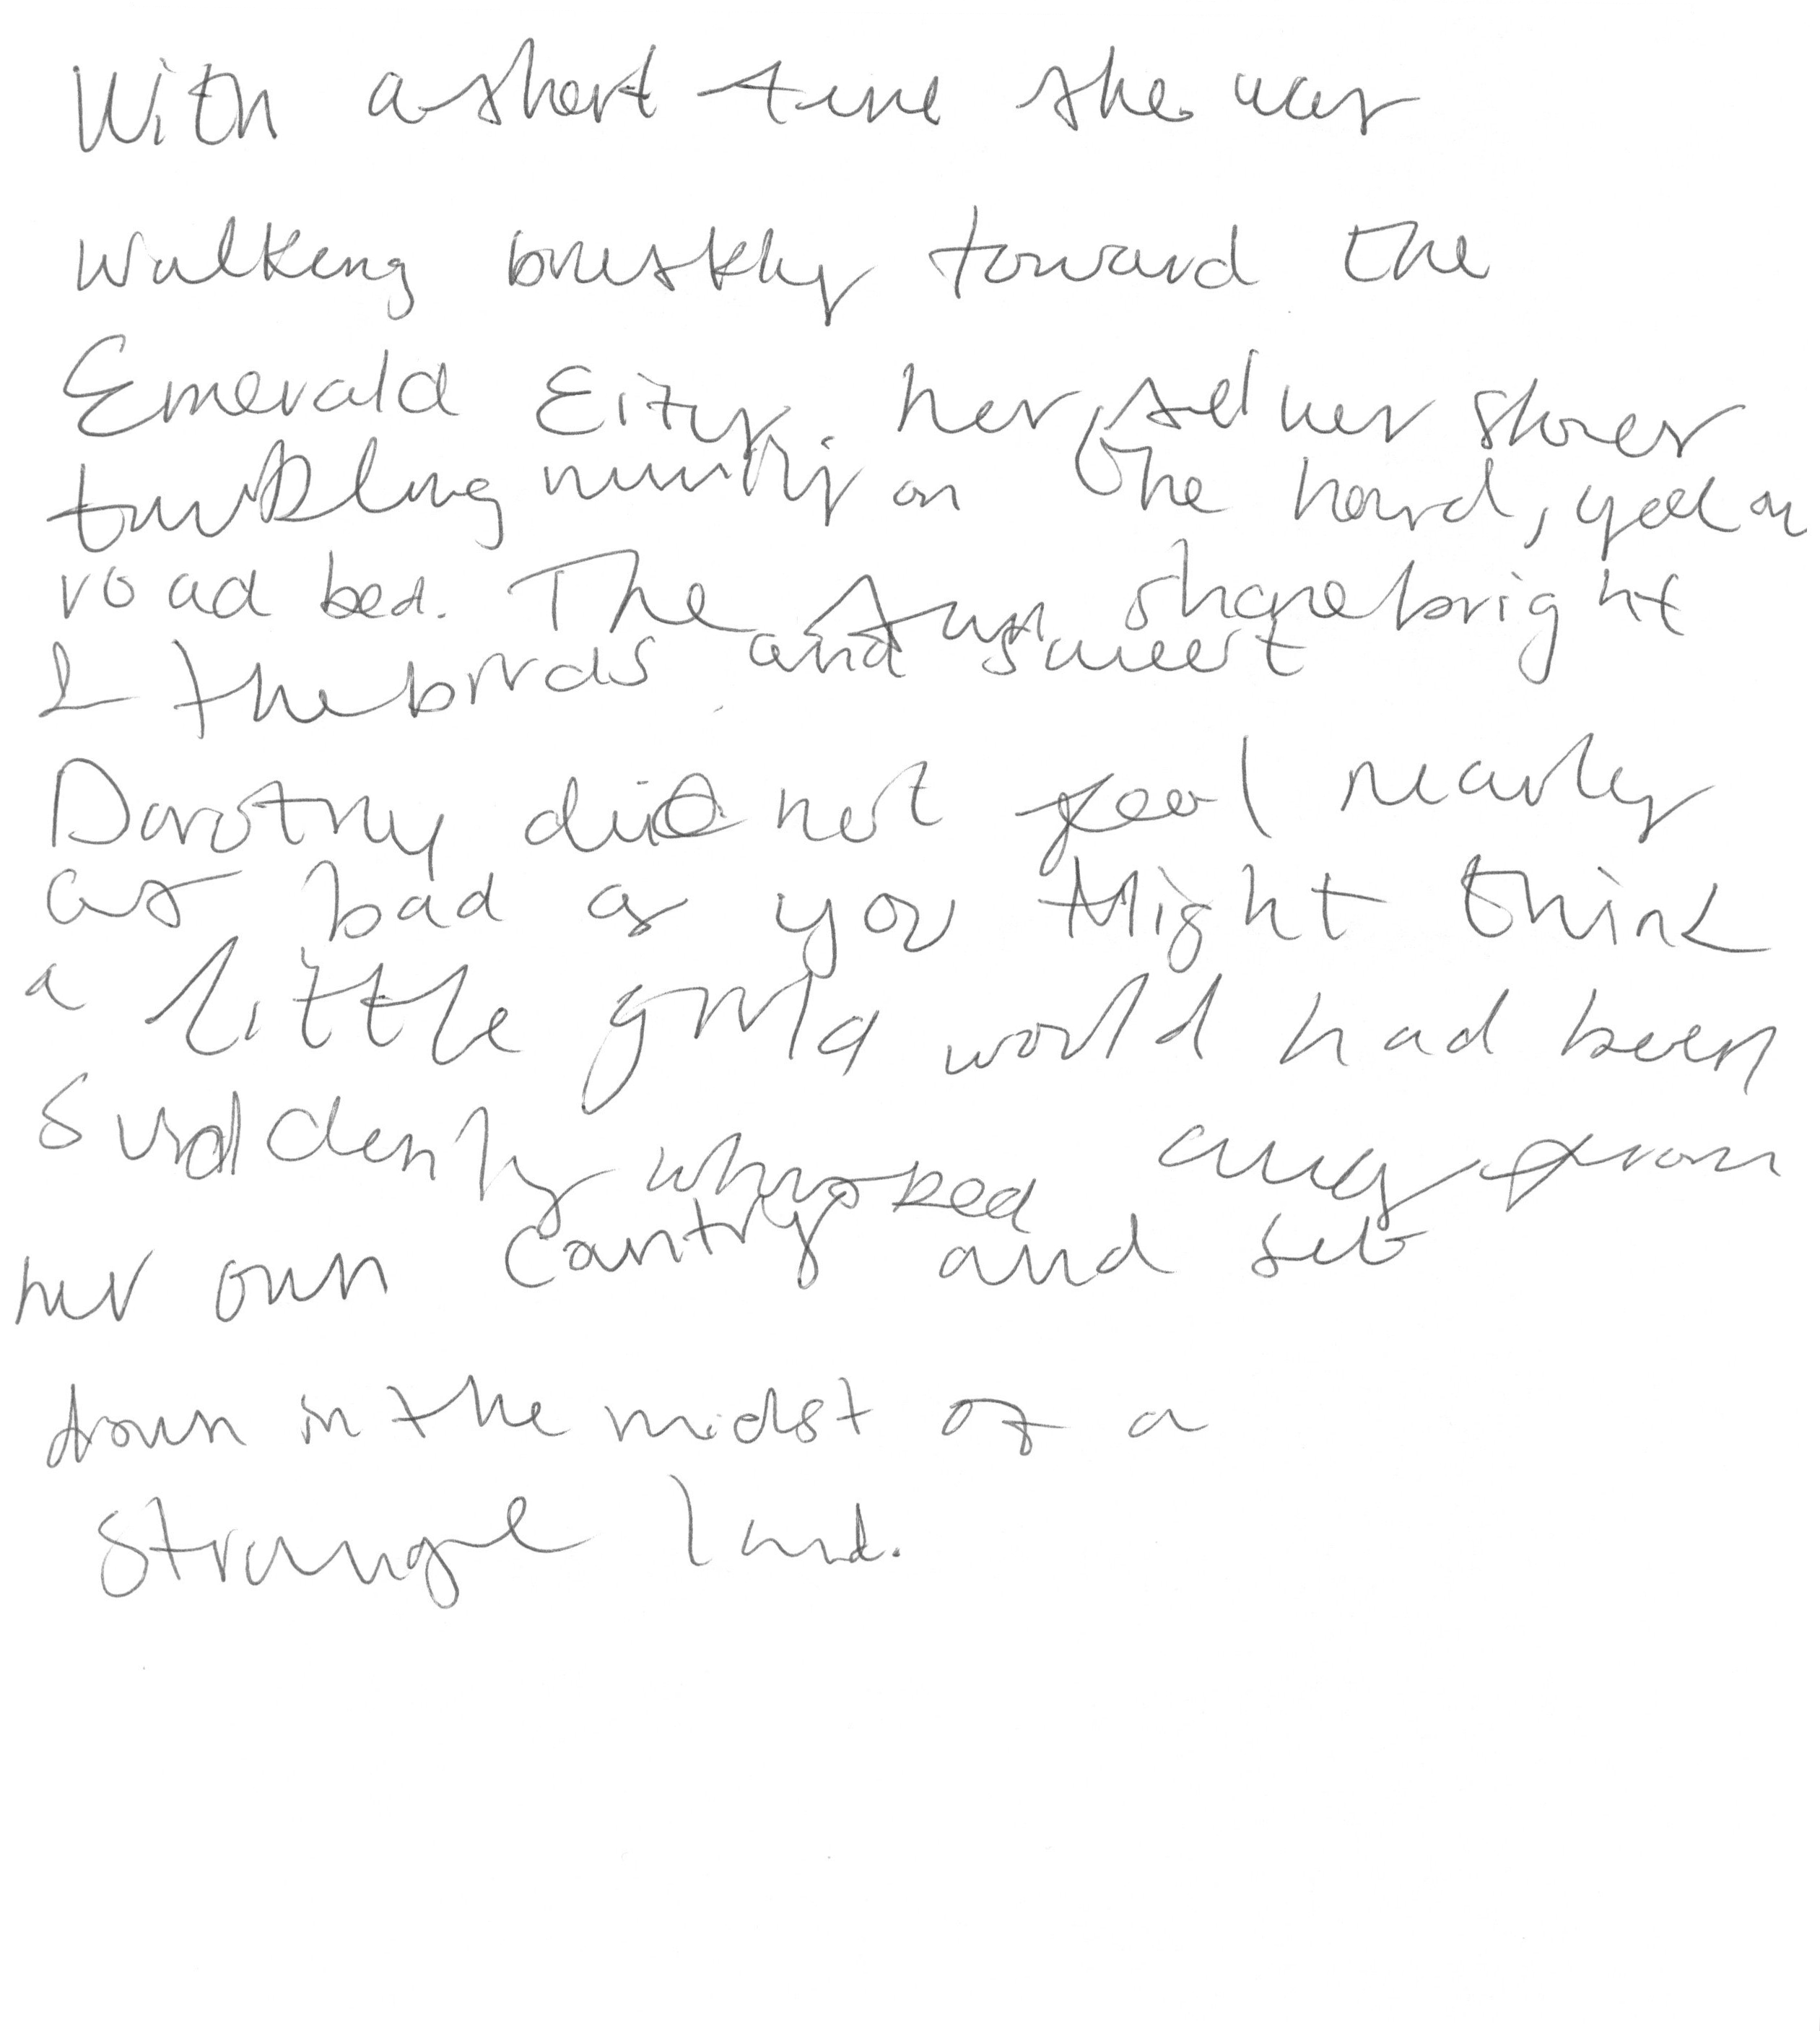 With a short time she was
Walking briskly toward the
Emerald City, her silver shoes
tinkling merrily on the hard, yellow
road bed. The sun shone bright
& the birds and sweet
Dorothy did not feel nearly
as bad as you might think
a little girl would had been
suddenly whisked away from
her own country and set
down in the midst of a
strange land.